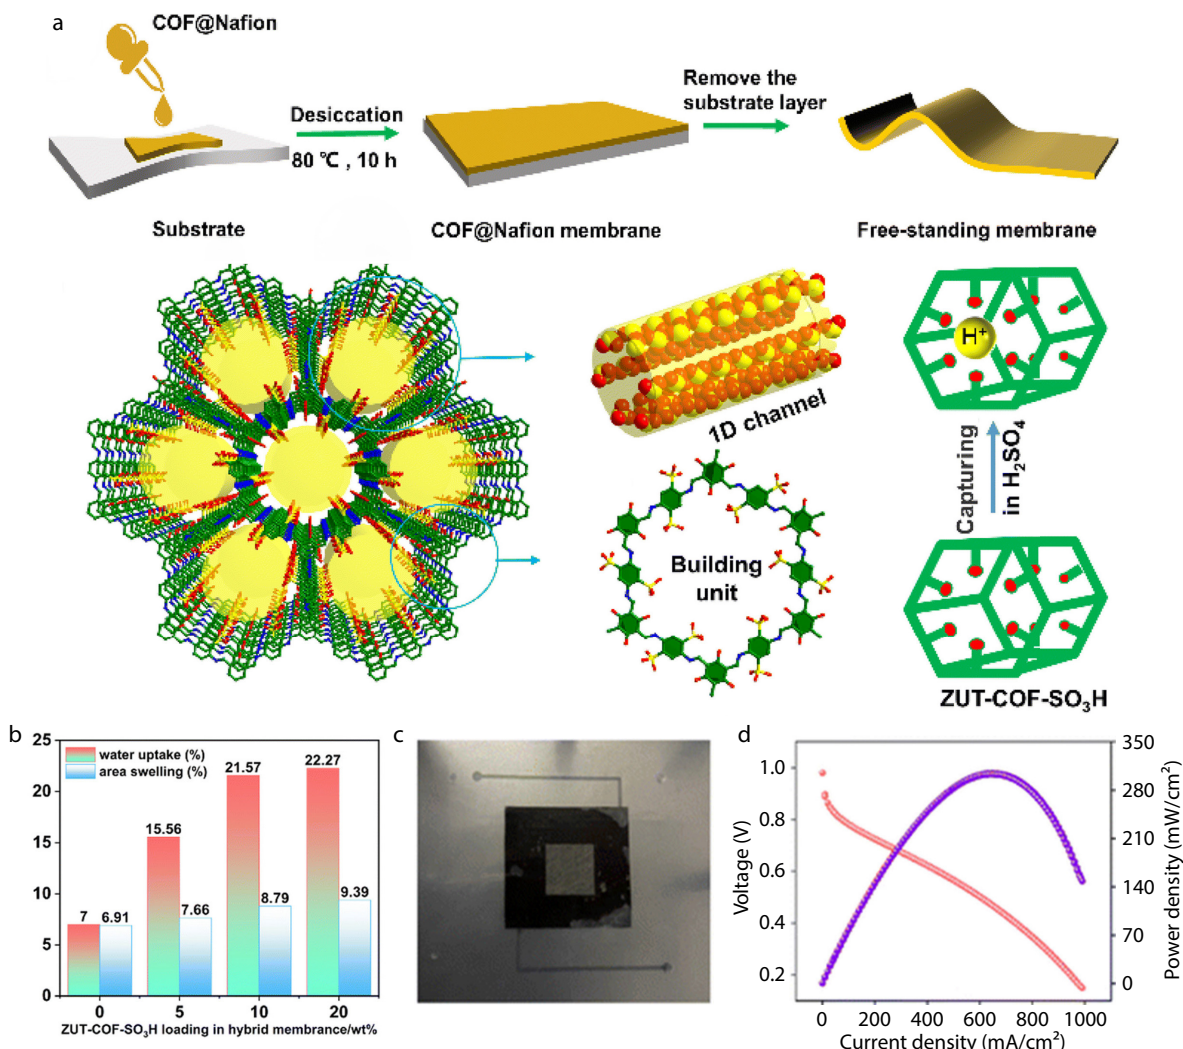 a
COF@Nafion
Desiccation
80 ℃ , 10 h
Remove the
substrate layer
Substrate
COF@Nafion membrane
Free-standing membrane
1D channel
H⁺
Capturing
in H₂SO₄
Building
unit
ZUT-COF-SO₃H
b
25
20
15
10
5
0
water uptake (%)
area swelling (%)
7
6.91
15.56
7.66
21.57
8.79
22.27
9.39
0
5
10
20
ZUT-COF-SO₃H loading in hybrid membrance/wt%
c
d
1.0
0.8
0.6
0.4
0.2
Voltage (V)
350
280
210
140
70
0
Power density (mW/cm²)
0
200
400
600
800
1000
Current density (mA/cm²)